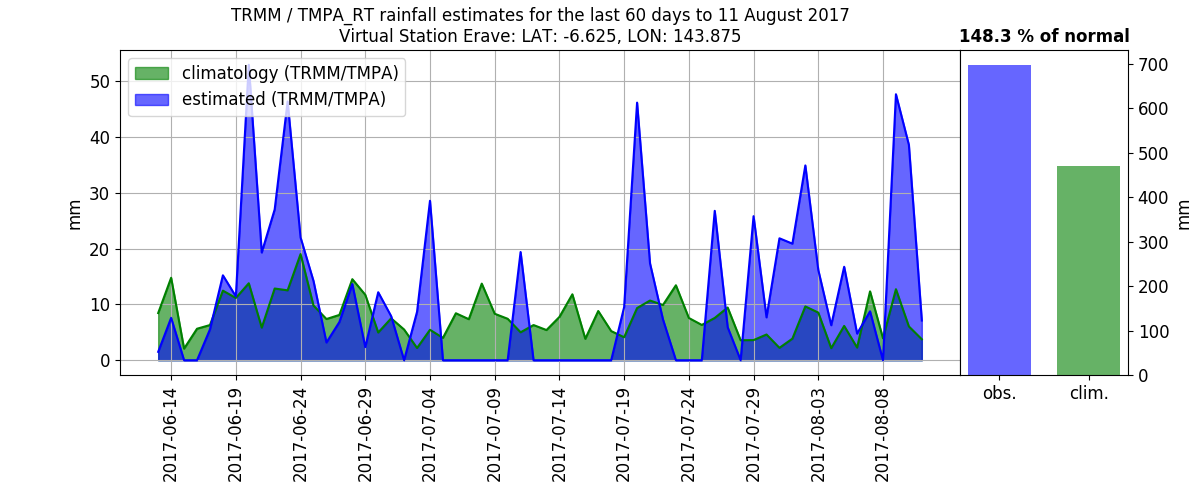 TRMM / TMPA_RT rainfall estimates for the last 60 days to 11 August 2017
Virtual Station Erave: LAT: -6.625, LON: 143.875
148.3 % of normal
climatology (TRMM/TMPA)
estimated (TRMM/TMPA)
50
40
30
20
10
0
mm
2017-06-14
2017-06-19
2017-06-24
2017-06-29
2017-07-04
2017-07-09
2017-07-14
2017-07-19
2017-07-24
2017-07-29
2017-08-03
2017-08-08
700
600
500
400
300
200
100
0
mm
obs.
clim.